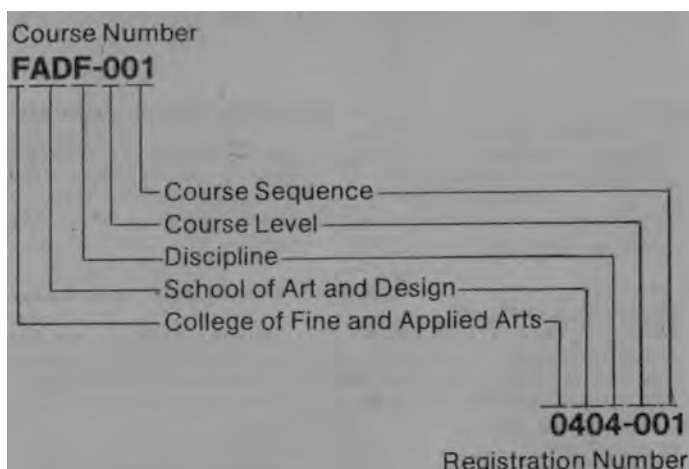 Course Number
FADF-001
Course Sequence
Course Level
Discipline
School of Art and Design
College of Fine and Applied Arts
0404-001
Registration Number